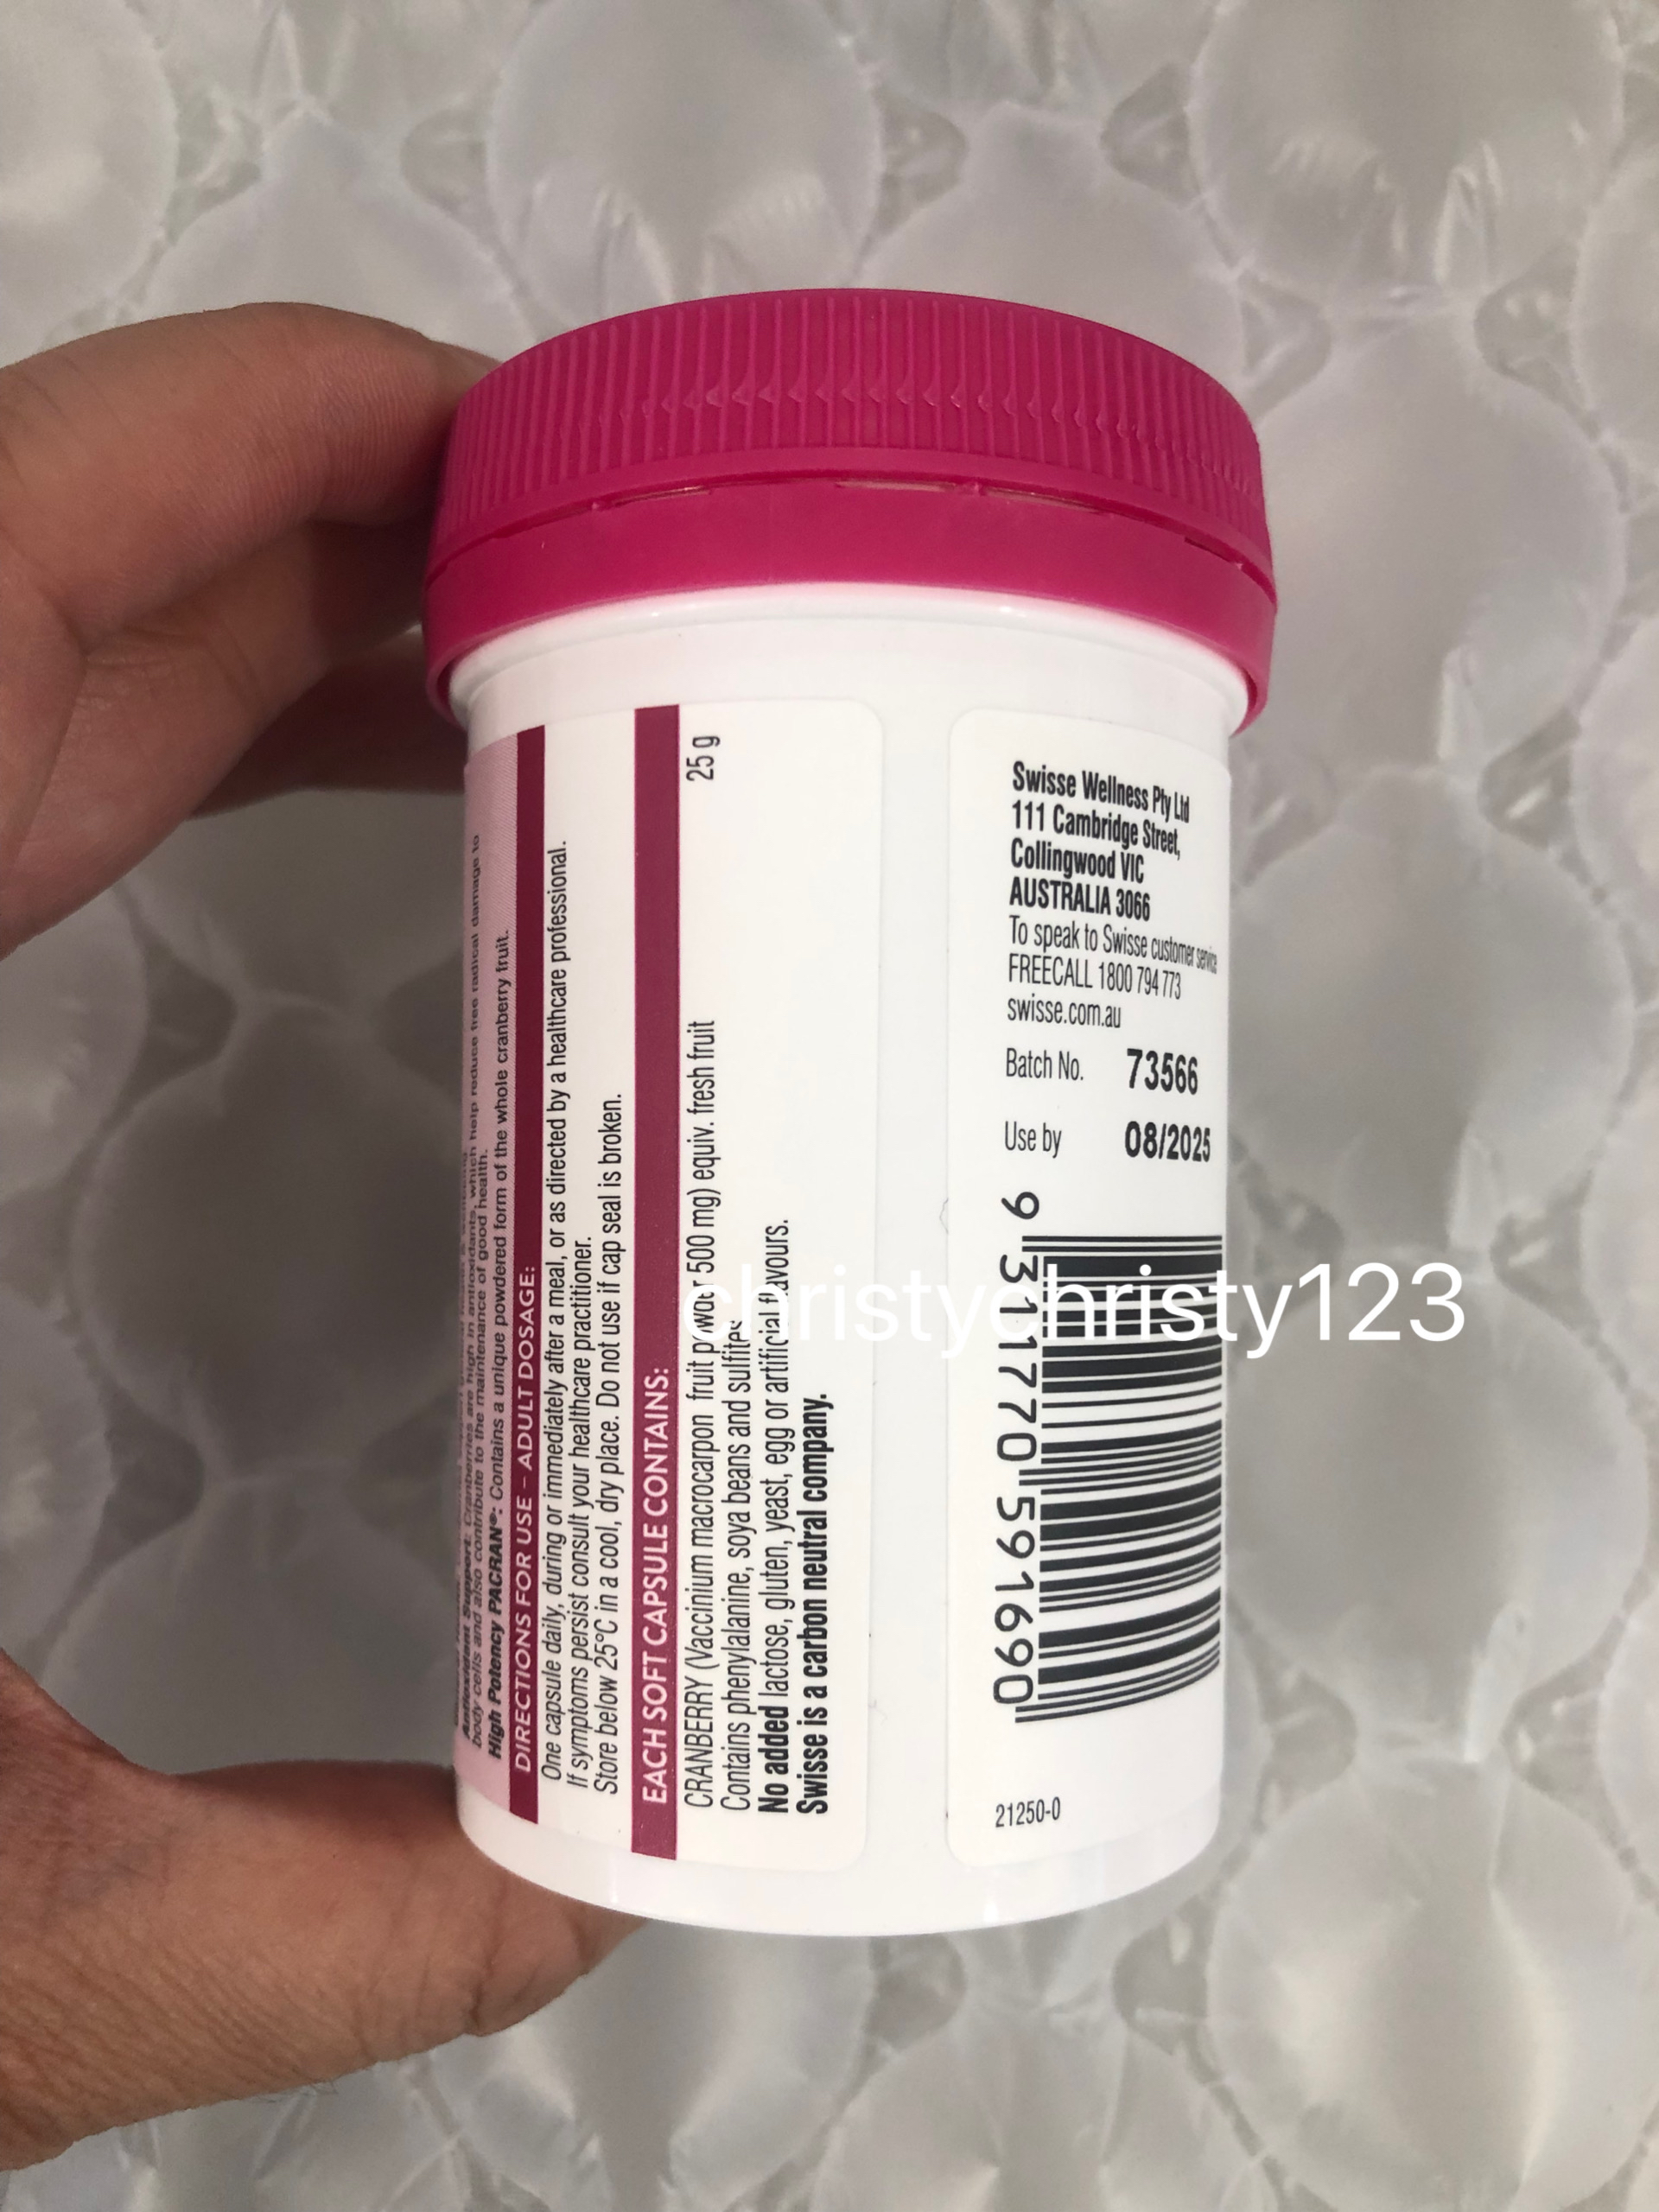 Antioxidant Support: Cranberries are high in antioxidants, which help reduce free radical damage to
body cells and also contribute to the maintenance of good health.
High Potency PACRAN®: Contains a unique powdered form of the whole cranberry fruit.
DIRECTIONS FOR USE – ADULT DOSAGE:
One capsule daily, during or immediately after a meal, or as directed by a healthcare professional.
If symptoms persist consult your healthcare practitioner.
Store below 25°C in a cool, dry place. Do not use if cap seal is broken.
EACH SOFT CAPSULE CONTAINS:
CRANBERRY (Vaccinium macrocarpon fruit pwdr 500 mg) equiv. fresh fruit 25 g
Contains phenylalanine, soya beans and sulfites.
No added lactose, gluten, yeast, egg or artificial flavours.
Swisse is a carbon neutral company.
Swisse Wellness Pty Ltd
111 Cambridge Street,
Collingwood VIC
AUSTRALIA 3066
To speak to Swisse customer service
FREECALL 1800 794 773
swisse.com.au
Batch No. 73566
Use by 08/2025
9 311770 591690
21250-0
christychristy123